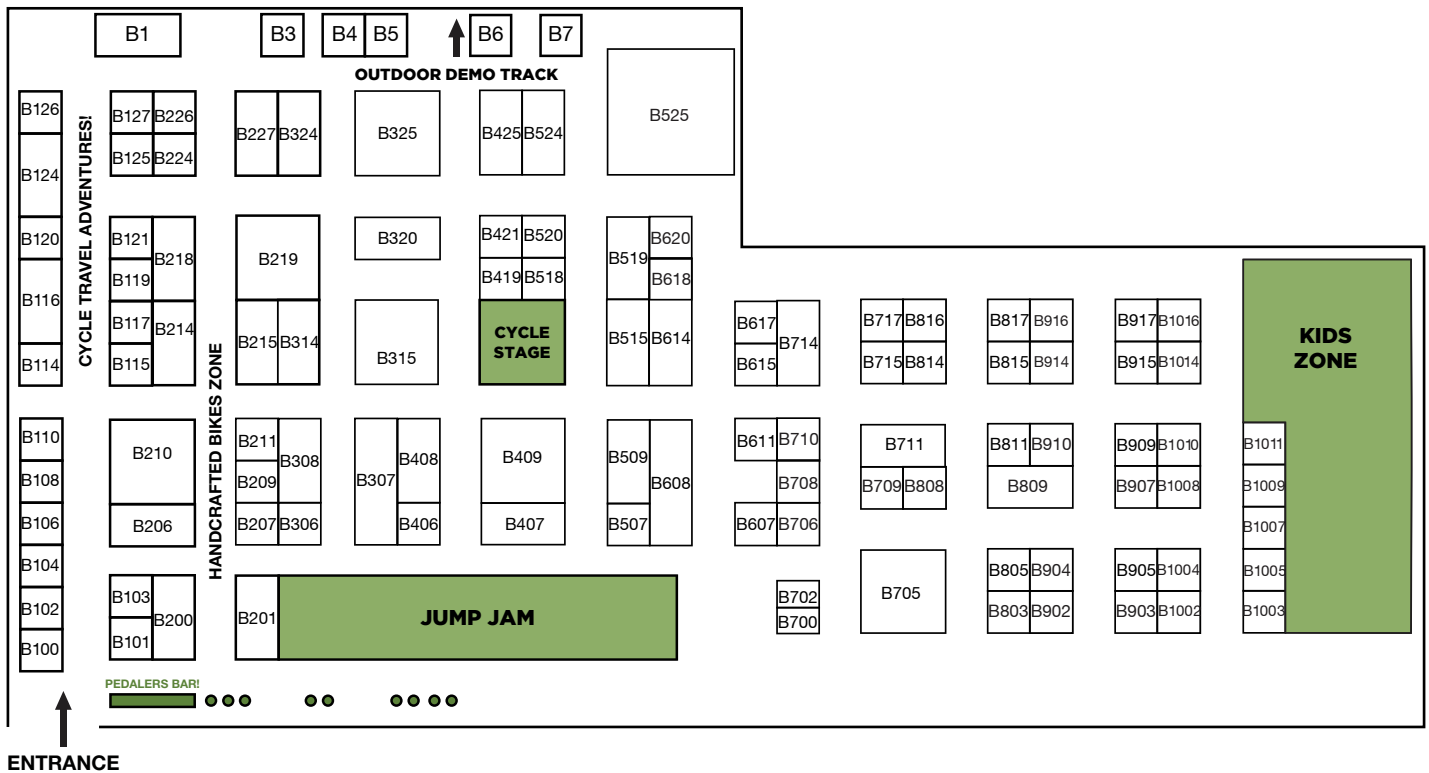 B1
B3
B4
B5
B6
B7
OUTDOOR DEMO TRACK
B126
B124
B120
B116
B114
CYCLE TRAVEL ADVENTURES!
B127
B226
B125
B224
B227
B324
B325
B425
B524
B525
B121
B218
B119
B117
B214
B115
B219
B215
B314
B320
B315
B421
B520
B419
B518
CYCLE
STAGE
B519
B620
B618
B515
B614
B617
B714
B615
B717
B816
B715
B814
B817
B916
B815
B914
B917
B1016
B915
B1014
KIDS
ZONE
HANDCRAFTED BIKES ZONE
B110
B108
B106
B104
B102
B100
B210
B206
B211
B308
B209
B207
B306
B307
B408
B406
B409
B407
B509
B608
B507
B611
B710
B708
B607
B706
B711
B709
B808
B811
B910
B809
B909
B1010
B907
B1008
B1011
B1009
B1007
B1005
B1003
B103
B200
B101
B201
JUMP JAM
B702
B700
B705
B805
B904
B803
B902
B905
B1004
B903
B1002
PEDALERS BAR!
ENTRANCE